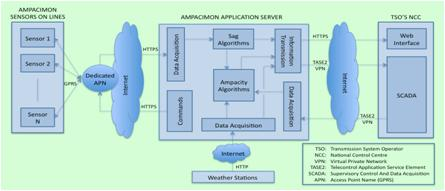 AMPACIMON
SENSORS ON LINES
AMPACIMON APPLICATION SERVER
TSO'S NCC
Sensor 1
Sensor 2
Sensor
N
GPRS
Dedicated
APN
Internet
HTTPS
HTTPS
Data Acquisition
Commands
Sag
Algorithms
Ampacity
Algorithms
Information
Transmission
Data Acquisition
Data Acquisition
HTTPS
TASE2
VPN
TASE2
VPN
Internet
HTTPS
TASE2
VPN
Web
Interface
SCADA
Internet
HTTP
Weather Stations
TSO: Transmission System Operator
NCC: National Control Centre
VPN: Virtual Private Network
TASE2: Telecontrol Application Service Element
SCADA: Supervisory Control And Data Acquisition
APN: Access Point Name (GPRS)